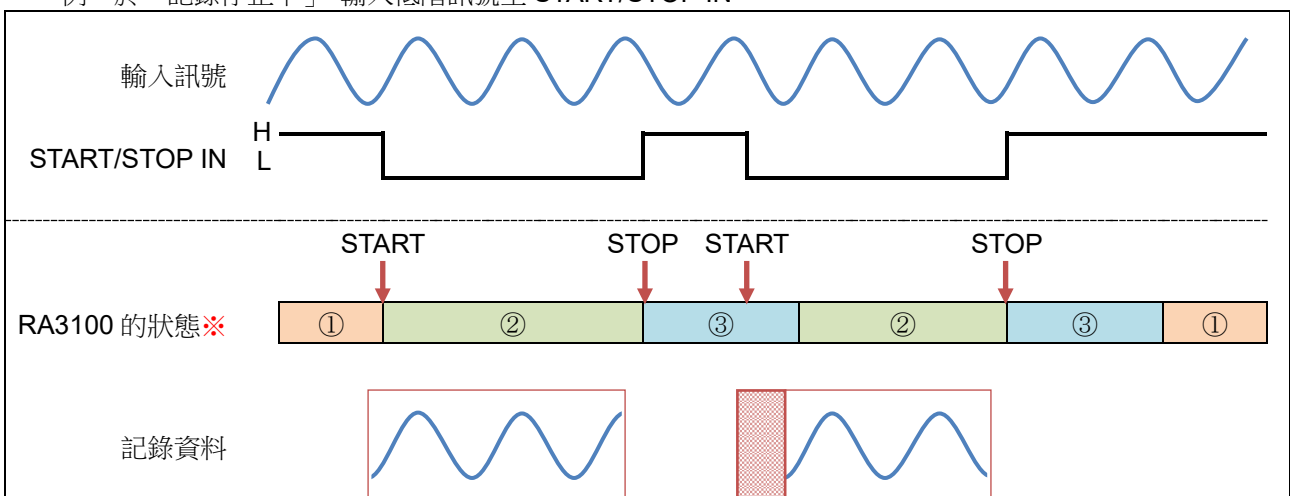 輸入訊號
H
START/STOP IN L
START STOP START STOP
RA3100 的狀態※ ① ② ③ ② ③ ①
記錄資料